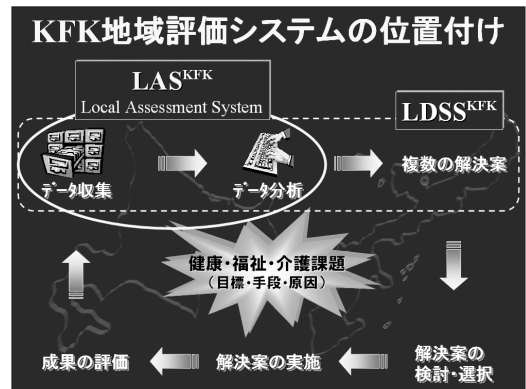 KFK地域評価システムの位置付け
LAS^KFK
Local Assessment System
LDSS^KFK
データ収集
データ分析
複数の解決案
健康・福祉・介護課題
(目標・手段・原因)
成果の評価
解決案の実施
解決案の
検討・選択